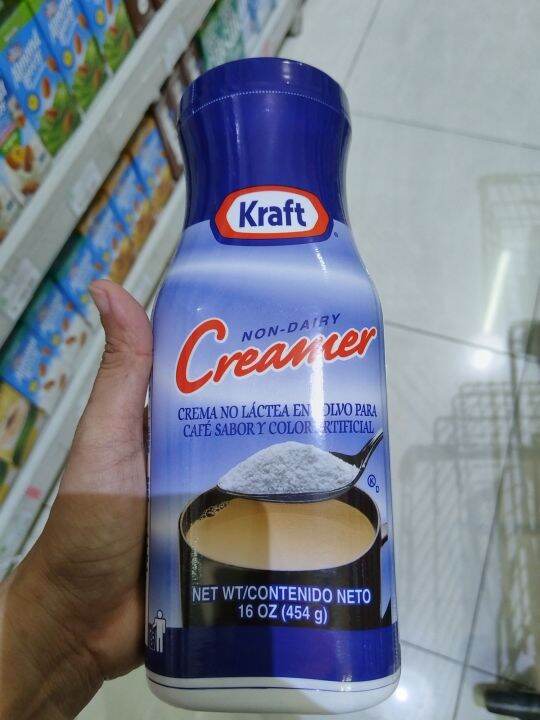 Kraft
NON-DAIRY
Creamer
CREMA NO LÁCTEA EN POLVO PARA
CAFÉ SABOR Y COLOR ARTIFICIAL
K D
NET WT/CONTENIDO NETO
16 OZ (454 g)